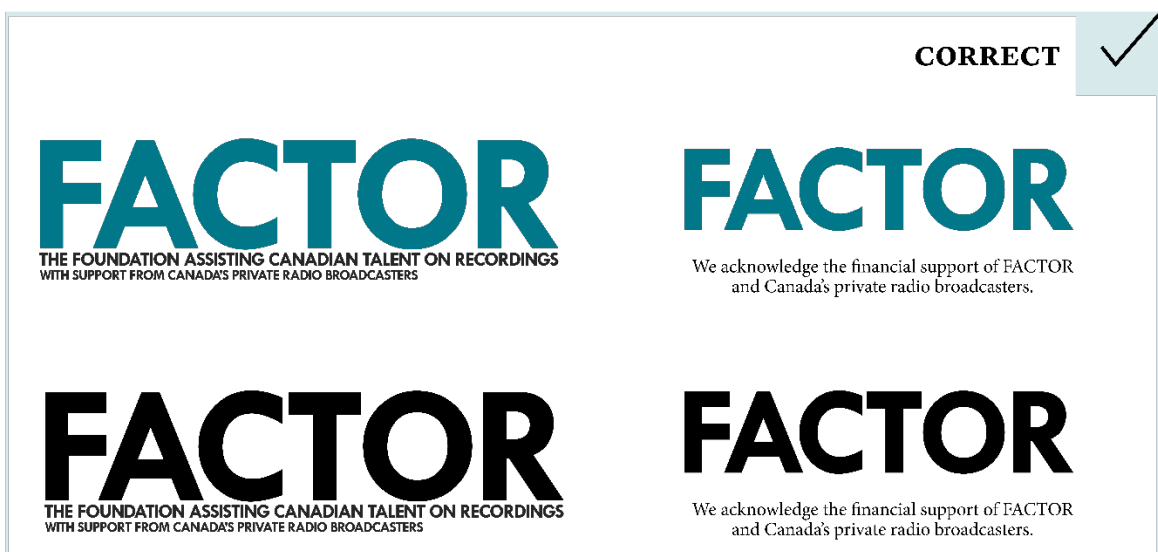 CORRECT
FACTOR
THE FOUNDATION ASSISTING CANADIAN TALENT ON RECORDINGS
WITH SUPPORT FROM CANADA'S PRIVATE RADIO BROADCASTERS
FACTOR
We acknowledge the financial support of FACTOR
and Canada's private radio broadcasters.
FACTOR
THE FOUNDATION ASSISTING CANADIAN TALENT ON RECORDINGS
WITH SUPPORT FROM CANADA'S PRIVATE RADIO BROADCASTERS
FACTOR
We acknowledge the financial support of FACTOR
and Canada's private radio broadcasters.